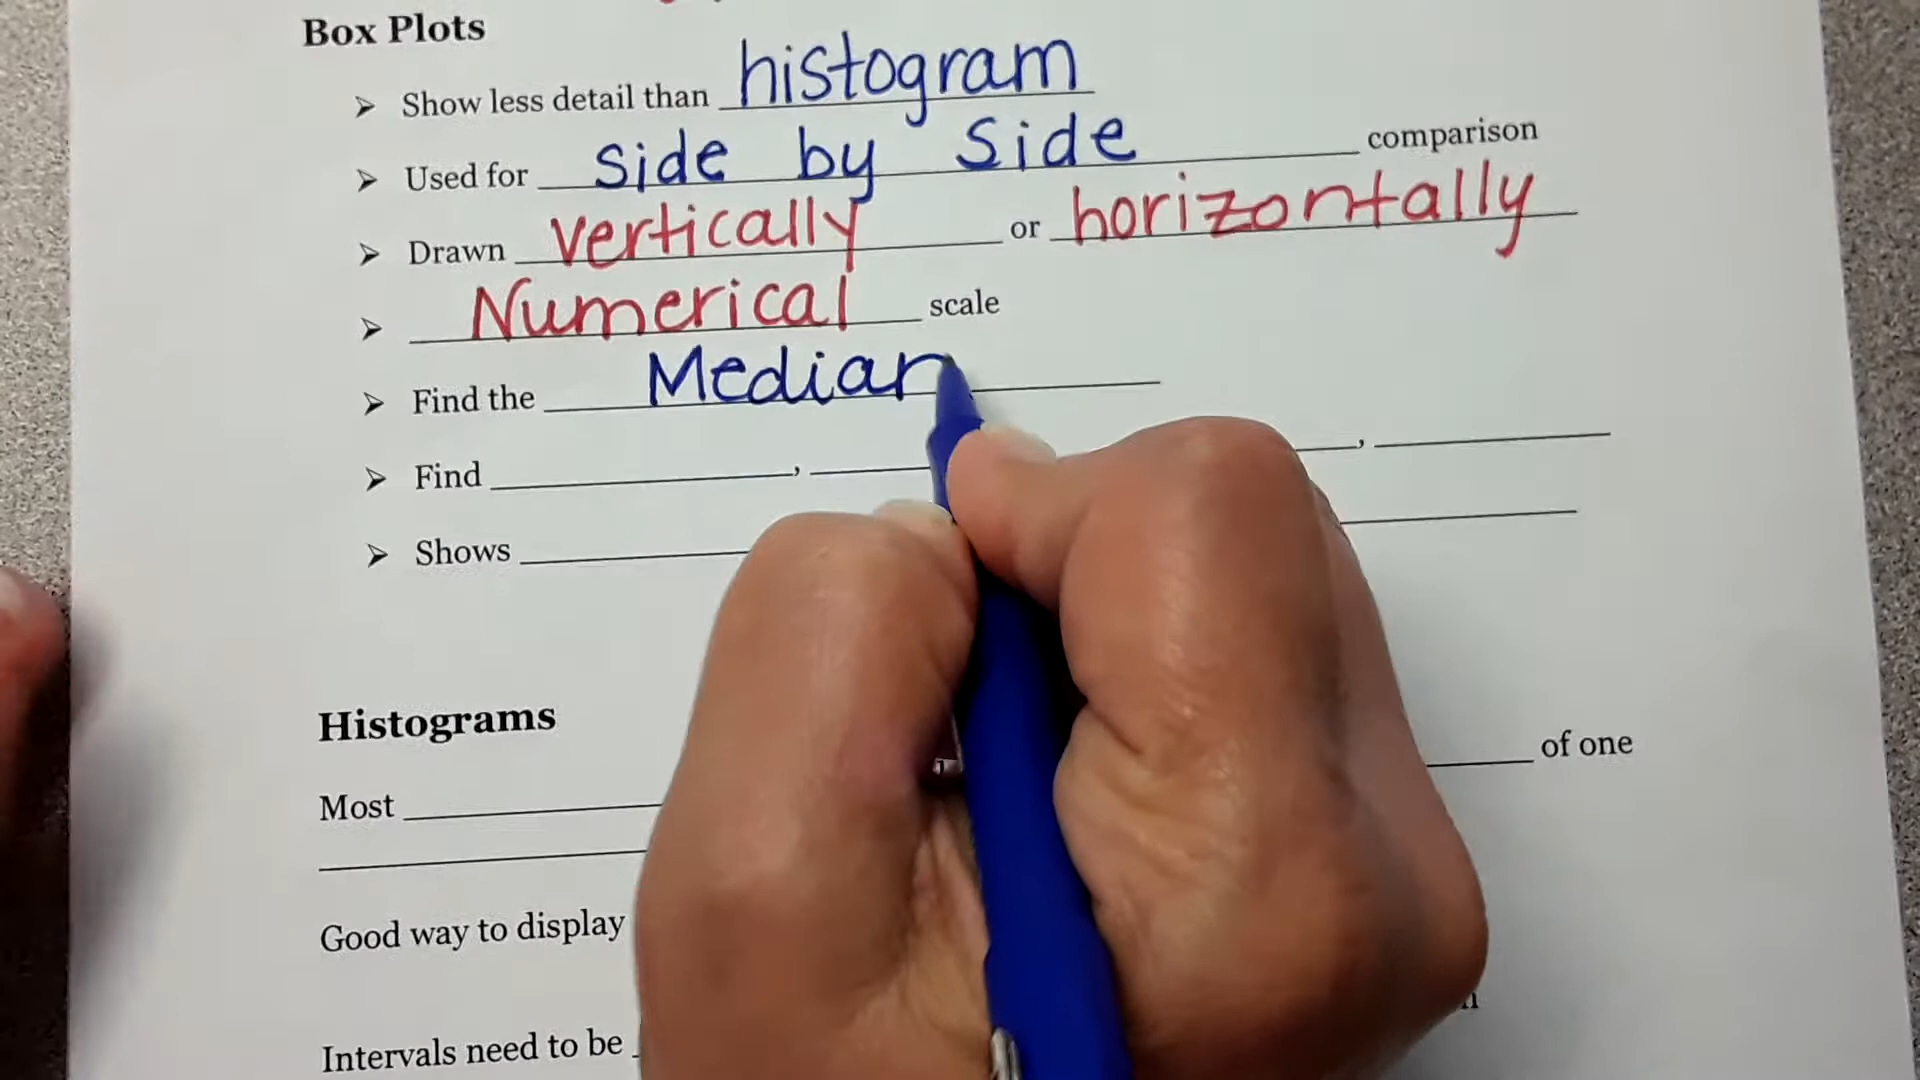 Box Plots
➢ Show less detail than histogram
➢ Used for side by side comparison
➢ Drawn vertically or horizontally
➢ Numerical scale
➢ Find the Median
➢ Find , , ,
➢ Shows
Histograms
Most of one
Good way to display
Intervals need to be